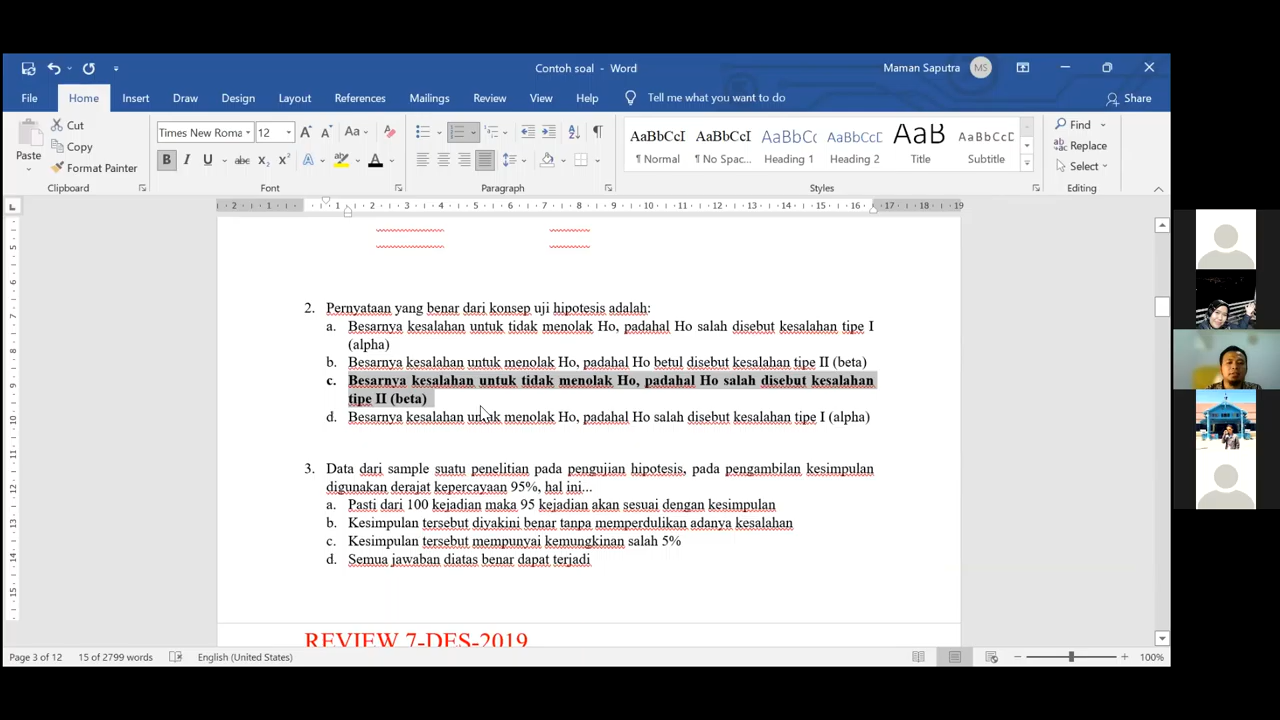 Contoh soal - Word
Maman Saputra
MS
File
Home
Insert
Draw
Design
Layout
References
Mailings
Review
View
Help
Tell me what you want to do
Share
Paste
Cut
Copy
Format Painter
Clipboard
Times New Roma
12
Font
Paragraph
AaBbCcI
¶ Normal
AaBbCcI
¶ No Spac...
AaBbCc
Heading 1
AaBbCcI
Heading 2
AaB
Title
AaBbCcI
Subtitle
Styles
Find
Replace
Select
Editing
2. Pernyataan yang benar dari konsep uji hipotesis adalah:
a. Besarnya kesalahan untuk tidak menolak Ho, padahal Ho salah disebut kesalahan tipe I
(alpha)
b. Besarnya kesalahan untuk menolak Ho, padahal Ho betul disebut kesalahan tipe II (beta)
c. Besarnya kesalahan untuk tidak menolak Ho, padahal Ho salah disebut kesalahan
tipe II (beta)
d. Besarnya kesalahan untuk menolak Ho, padahal Ho salah disebut kesalahan tipe I (alpha)
3. Data dari sample suatu penelitian pada pengujian hipotesis, pada pengambilan kesimpulan
digunakan derajat kepercayaan 95%, hal ini...
a. Pasti dari 100 kejadian maka 95 kejadian akan sesuai dengan kesimpulan
b. Kesimpulan tersebut diyakini benar tanpa memperdulikan adanya kesalahan
c. Kesimpulan tersebut mempunyai kemungkinan salah 5%
d. Semua jawaban diatas benar dapat terjadi
REVIEW 7-DES-2019
Page 3 of 12
15 of 2799 words
English (United States)
100%